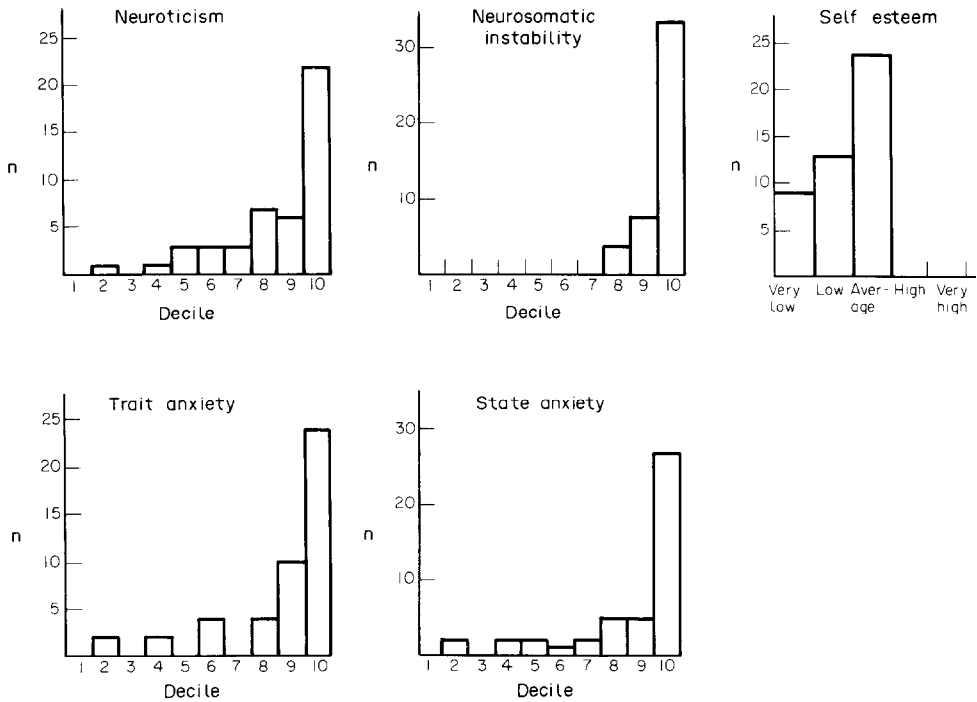 Neuroticism
25
20
15
n
10
5
1 2 3 4 5 6 7 8 9 10
Decile
Neurosomatic
instability
30
20
n
10
1 2 3 4 5 6 7 8 9 10
Decile
Self esteem
25
20
15
n
10
5
Very Low Aver- High Very
low age high
Trait anxiety
25
20
15
n
10
5
1 2 3 4 5 6 7 8 9 10
Decile
State anxiety
30
20
n
10
1 2 3 4 5 6 7 8 9 10
Decile